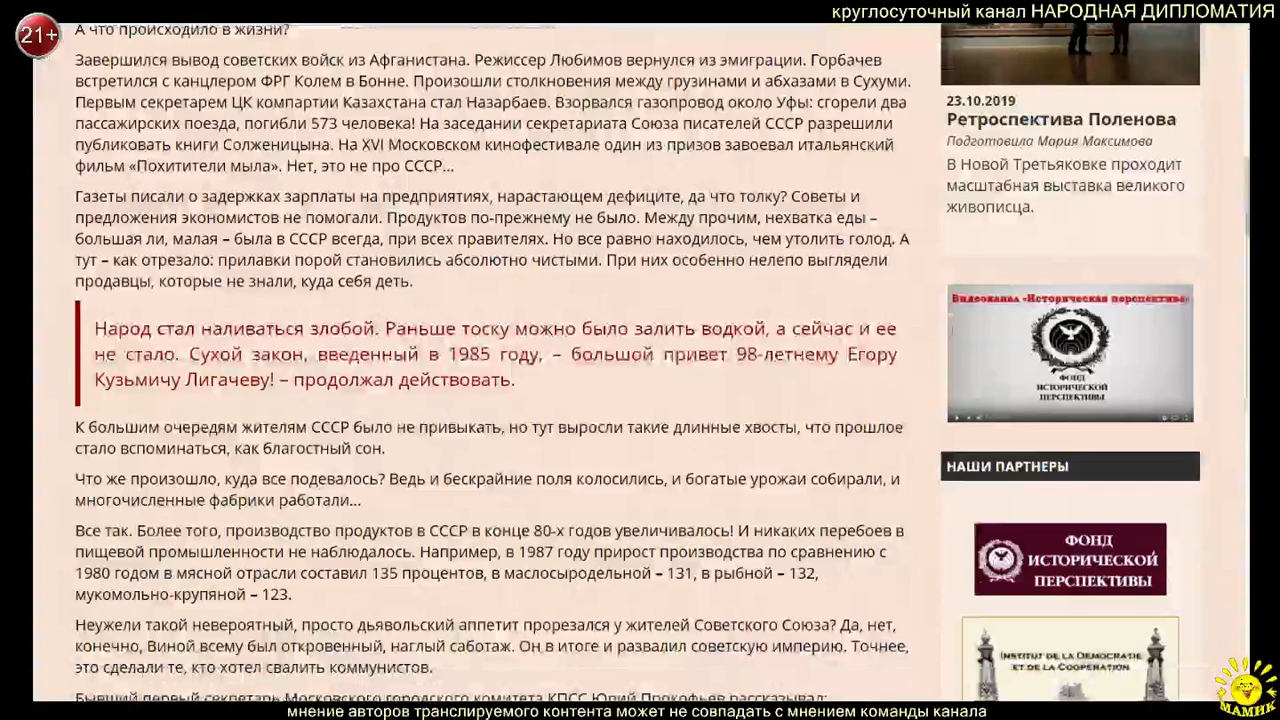 круглосуточный канал НАРОДНАЯ ДИПЛОМАТИЯ
21+
А что происходило в жизни?
Завершился вывод советских войск из Афганистана. Режиссер Любимов вернулся из эмиграции. Горбачев
встретился с канцлером ФРГ Колем в Бонне. Произошли столкновения между грузинами и абхазами в Сухуми.
Первым секретарем ЦК компартии Казахстана стал Назарбаев. Взорвался газопровод около Уфы: сгорели два
пассажирских поезда, погибли 573 человека! На заседании секретариата Союза писателей СССР разрешили
публиковать книги Солженицына. На XVI Московском кинофестивале один из призов завоевал итальянский
фильм «Похитители мыла». Нет, это не про СССР...
Газеты писали о задержках зарплаты на предприятиях, нарастающем дефиците, да что толку? Советы и
предложения экономистов не помогали. Продуктов по-прежнему не было. Между прочим, нехватка еды –
большая ли, малая – была в СССР всегда, при всех правителях. Но все равно находилось, чем утолить голод. А
тут – как отрезало: прилавки порой становились абсолютно чистыми. При них особенно нелепо выглядели
продавцы, которые не знали, куда себя деть.
Народ стал наливаться злобой. Раньше тоску можно было залить водкой, а сейчас и ее
не стало. Сухой закон, введенный в 1985 году, – большой привет 98-летнему Егору
Кузьмичу Лигачеву! – продолжал действовать.
К большим очередям жителям СССР было не привыкать, но тут выросли такие длинные хвосты, что прошлое
стало вспоминаться, как благостный сон.
Что же произошло, куда все подевалось? Ведь и бескрайние поля колосились, и богатые урожаи собирали, и
многочисленные фабрики работали...
Все так. Более того, производство продуктов в СССР в конце 80-х годов увеличивалось! И никаких перебоев в
пищевой промышленности не наблюдалось. Например, в 1987 году прирост производства по сравнению с
1980 годом в мясной отрасли составил 135 процентов, в маслосыродельной – 131, в рыбной – 132,
мукомольно-крупяной – 123.
Неужели такой невероятный, просто дьявольский аппетит прорезался у жителей Советского Союза? Да, нет,
конечно, Виной всему был откровенный, наглый саботаж. Он в итоге и развалил советскую империю. Точнее,
это сделали те, кто хотел свалить коммунистов.
Бывший первый секретарь Московского городского комитета КПСС Юрий Прокофьев рассказывал:
23.10.2019
Ретроспектива Поленова
Подготовила Мария Максимова
В Новой Третьяковке проходит
масштабная выставка великого
живописца.
Видеоканал «Историческая перспектива»
ФОНД
ИСТОРИЧЕСКОЙ
ПЕРСПЕКТИВЫ
НАШИ ПАРТНЕРЫ
ФОНД
ИСТОРИЧЕСКОЙ
ПЕРСПЕКТИВЫ
INSTITUT DE LA DEMOCRATIE
ET DE LA COOPERATION
МАМИК
мнение авторов транслируемого контента может не совпадать с мнением команды канала